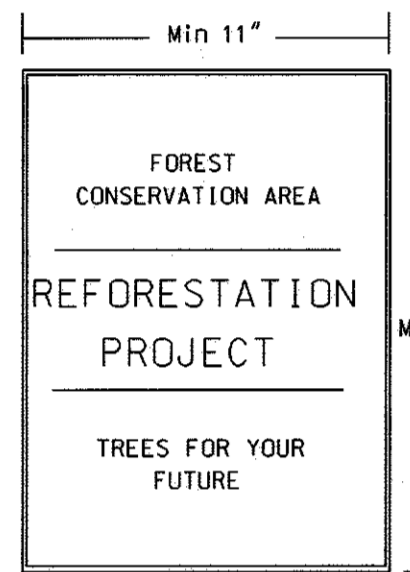 Min 11"
FOREST
CONSERVATION AREA
REFORESTATION
PROJECT
M
TREES FOR YOUR
FUTURE